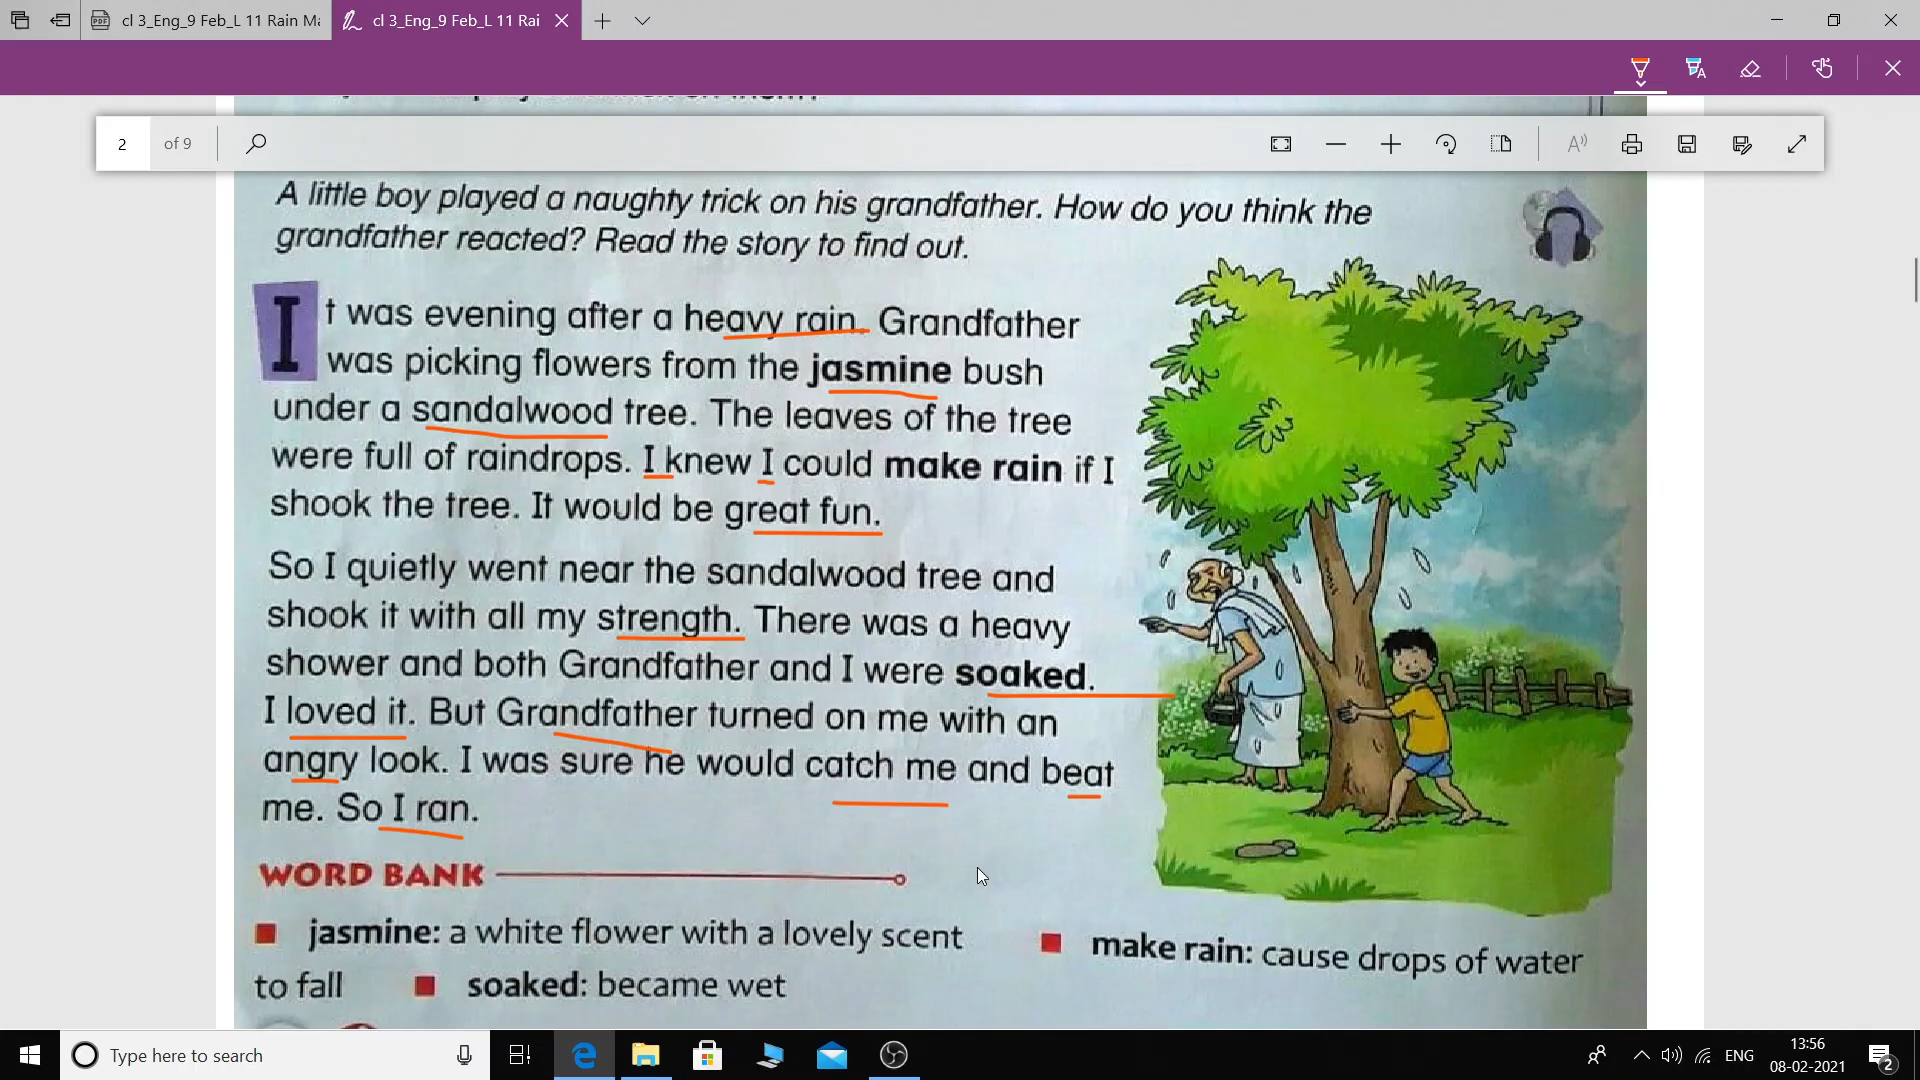 cl 3_Eng_9 Feb_L 11 Rain Ma
cl 3_Eng_9 Feb_L 11 Rai
2 of 9
A little boy played a naughty trick on his grandfather. How do you think the
grandfather reacted? Read the story to find out.
It was evening after a heavy rain. Grandfather
was picking flowers from the jasmine bush
under a sandalwood tree. The leaves of the tree
were full of raindrops. I knew I could make rain if I
shook the tree. It would be great fun.
So I quietly went near the sandalwood tree and
shook it with all my strength. There was a heavy
shower and both Grandfather and I were soaked.
I loved it. But Grandfather turned on me with an
angry look. I was sure he would catch me and beat
me. So I ran.
WORD BANK
jasmine: a white flower with a lovely scent
make rain: cause drops of water
to fall
soaked: became wet
Type here to search
ENG
13:56
08-02-2021
2